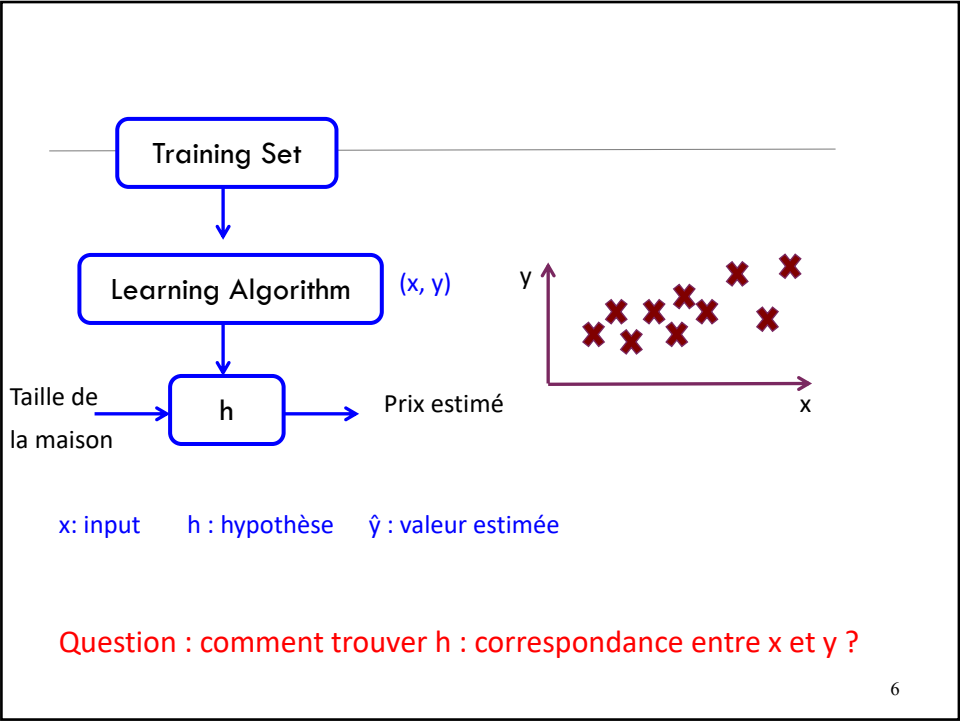 Training Set
Learning Algorithm
(x, y)
y
x
Taille de
la maison
h
Prix estimé
x: input h : hypothèse ŷ : valeur estimée
Question : comment trouver h : correspondance entre x et y ?
6